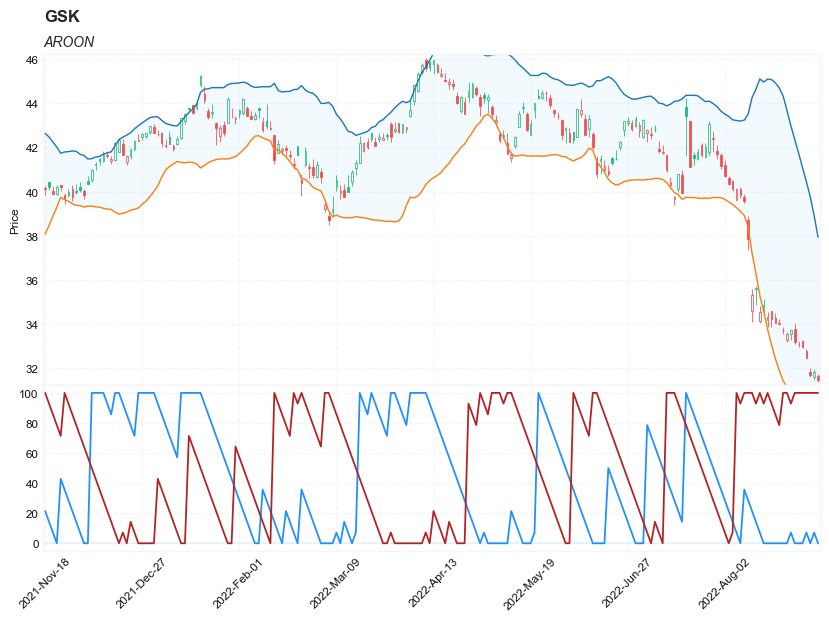 GSK
AROON
46
44
42
40
38
36
34
32
Price
100
80
60
40
20
0
2021-Nov-18
2021-Dec-27
2022-Feb-01
2022-Mar-09
2022-Apr-13
2022-May-19
2022-Jun-27
2022-Aug-02